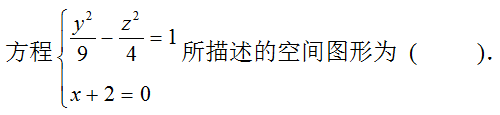 方程 { y²/9 − z²/4 = 1
x + 2 = 0 所描述的空间图形为（  ）.